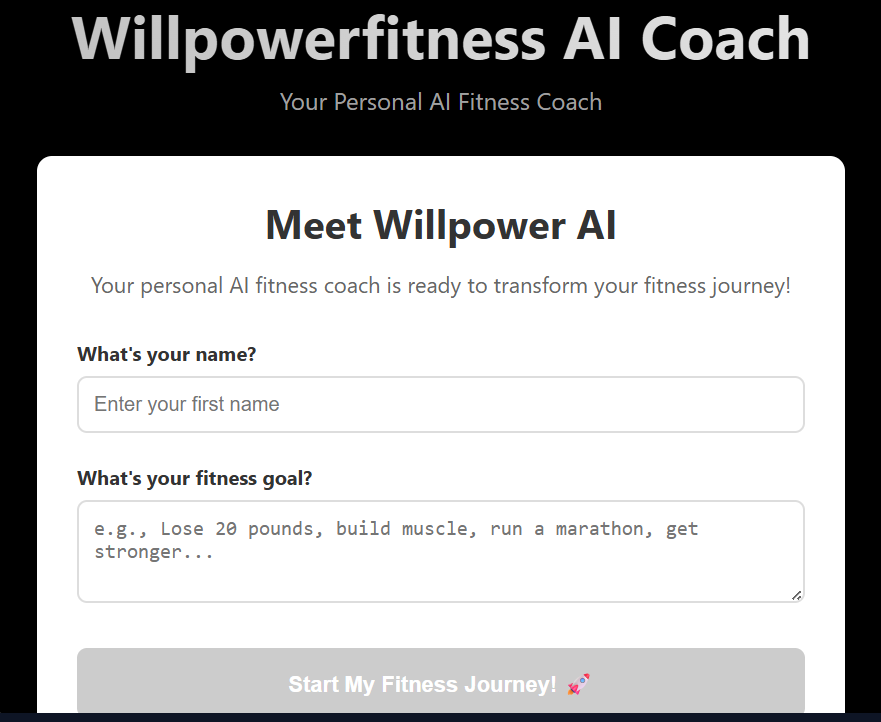 Willpowerfitness AI Coach
Your Personal AI Fitness Coach
Meet Willpower AI
Your personal AI fitness coach is ready to transform your fitness journey!
What's your name?
Enter your first name
What's your fitness goal?
e.g., Lose 20 pounds, build muscle, run a marathon, get
stronger...
Start My Fitness Journey! 🚀